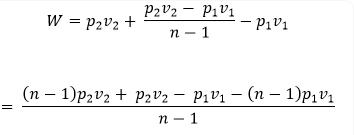 W = p₂v₂ + (p₂v₂ − p₁v₁)/(n − 1) − p₁v₁
= ((n − 1)p₂v₂ + p₂v₂ − p₁v₁ − (n − 1)p₁v₁)/(n − 1)